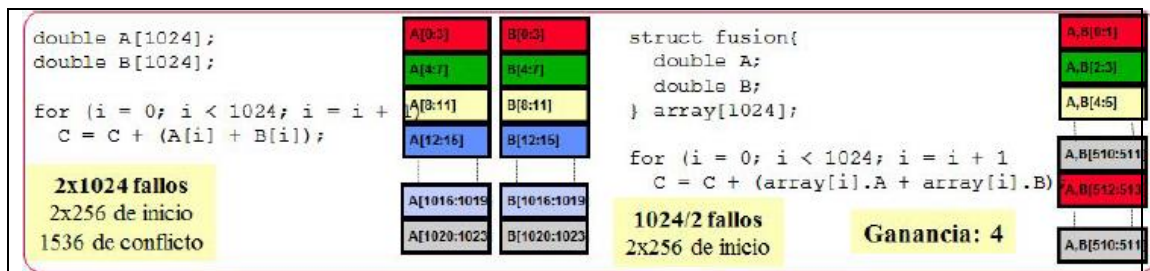 double A[1024];
double B[1024];
for (i = 0; i < 1024; i = i + 1)
C = C + (A[i] + B[i]);
2x1024 fallos
2x256 de inicio
1536 de conflicto
A[0:3]
A[4:7]
A[8:11]
A[12:15]
A[1016:1019
A[1020:1023
B[0:3]
B[4:7]
B[8:11]
B[12:15]
B[1016:1019
B[1020:1023
struct fusion{
double A;
double B;
} array[1024];
for (i = 0; i < 1024; i = i + 1
C = C + (array[i].A + array[i].B)
1024/2 fallos
2x256 de inicio
Ganancia: 4
A,B[0:1]
A,B[2:3]
A,B[4:5]
A,B[510:511]
A,B[512:513
A,B[510:511]